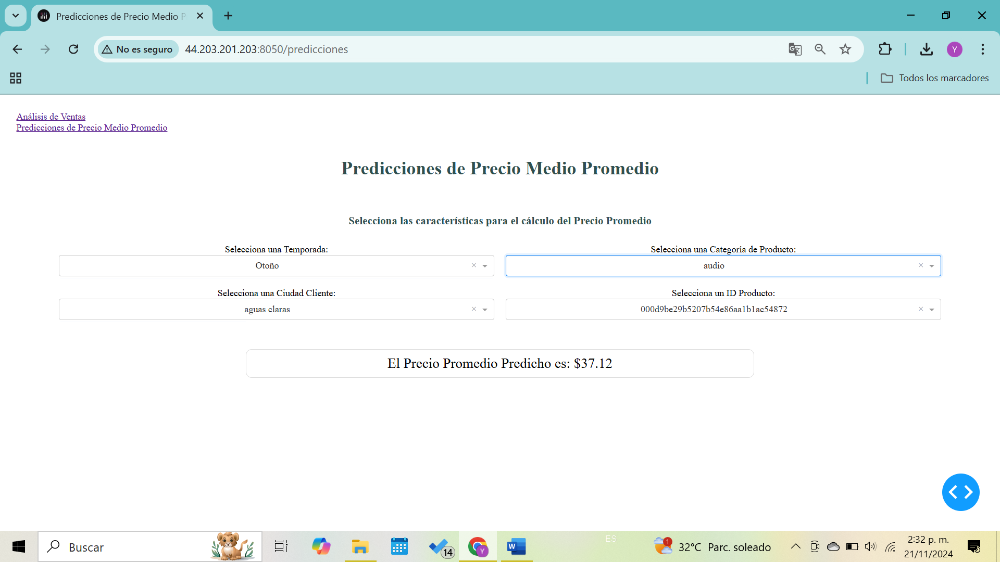 Predicciones de Precio Medio P
No es seguro
44.203.201.203:8050/predicciones
Y
Todos los marcadores
Análisis de Ventas
Predicciones de Precio Medio Promedio
Predicciones de Precio Medio Promedio
Selecciona las características para el cálculo del Precio Promedio
Selecciona una Temporada:
Otoño
Selecciona una Categoría de Producto:
audio
Selecciona una Ciudad Cliente:
aguas claras
Selecciona un ID Producto:
000d9be29b5207b54e86aa1b1ac54872
El Precio Promedio Predicho es: $37.12
Buscar
14
Y
W
ES
1
32°C Parc. soleado
2:32 p. m.
21/11/2024